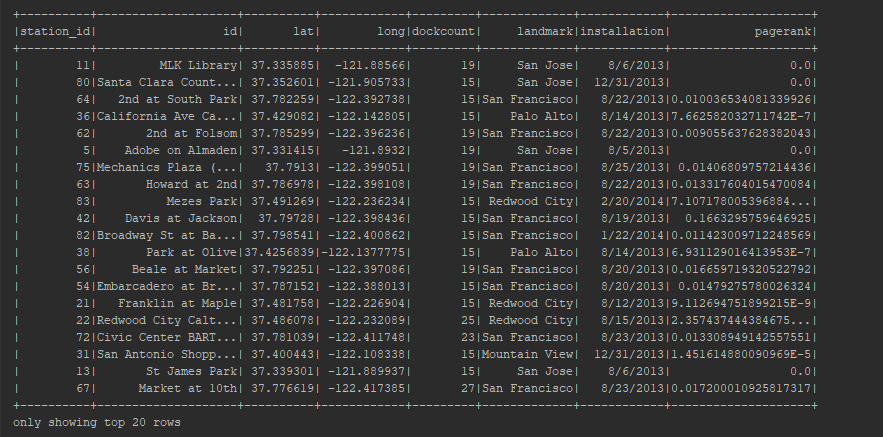 +----------+--------------------+----------+------------+---------+-------------+------------+--------------------+
|station_id|                  id|       lat|        long|dockcount|     landmark|installation|            pagerank|
+----------+--------------------+----------+------------+---------+-------------+------------+--------------------+
|        11|         MLK Library| 37.335885|  -121.88566|       19|     San Jose|    8/6/2013|                 0.0|
|        80|Santa Clara Count...| 37.352601| -121.905733|       15|     San Jose|  12/31/2013|                 0.0|
|        64|   2nd at South Park| 37.782259| -122.392738|       15|San Francisco|   8/22/2013|0.010036534081339926|
|        36|California Ave Ca...| 37.429082| -122.142805|       15|    Palo Alto|   8/14/2013|7.662582032711742E-7|
|        62|       2nd at Folsom| 37.785299| -122.396236|       19|San Francisco|   8/22/2013|0.009055637628382043|
|         5|    Adobe on Almaden| 37.331415|   -121.8932|       19|     San Jose|    8/5/2013|                 0.0|
|        75|Mechanics Plaza (...|   37.7913| -122.399051|       19|San Francisco|   8/25/2013| 0.01406809757214436|
|        63|       Howard at 2nd| 37.786978| -122.398108|       19|San Francisco|   8/22/2013|0.013317604015470084|
|        83|          Mezes Park| 37.491269| -122.236234|       15| Redwood City|   2/20/2014|7.107178005396884...|
|        42|    Davis at Jackson|  37.79728| -122.398436|       15|San Francisco|   8/19/2013|  0.1663295759646925|
|        82|Broadway St at Ba...| 37.798541| -122.400862|       15|San Francisco|   1/22/2014|0.011423009712248569|
|        38|       Park at Olive|37.4256839|-122.1377775|       15|    Palo Alto|   8/14/2013|6.931129016413953E-7|
|        56|     Beale at Market| 37.792251| -122.397086|       19|San Francisco|   8/20/2013|0.016659719320522792|
|        54|Embarcadero at Br...| 37.787152| -122.388013|       15|San Francisco|   8/20/2013| 0.01479275780026324|
|        21|   Franklin at Maple| 37.481758| -122.226904|       15| Redwood City|   8/12/2013|9.112694751899215E-9|
|        22|Redwood City Calt...| 37.486078| -122.232089|       25| Redwood City|   8/15/2013|2.357437444384675...|
|        72|Civic Center BART...| 37.781039| -122.411748|       23|San Francisco|   8/23/2013|0.013308949142557551|
|        31|San Antonio Shopp...| 37.400443| -122.108338|       15|Mountain View|  12/31/2013|1.451614880090969E-5|
|        13|       St James Park| 37.339301| -121.889937|       15|     San Jose|    8/6/2013|                 0.0|
|        67|      Market at 10th| 37.776619| -122.417385|       27|San Francisco|   8/23/2013|0.017200010925817317|
+----------+--------------------+----------+------------+---------+-------------+------------+--------------------+
only showing top 20 rows